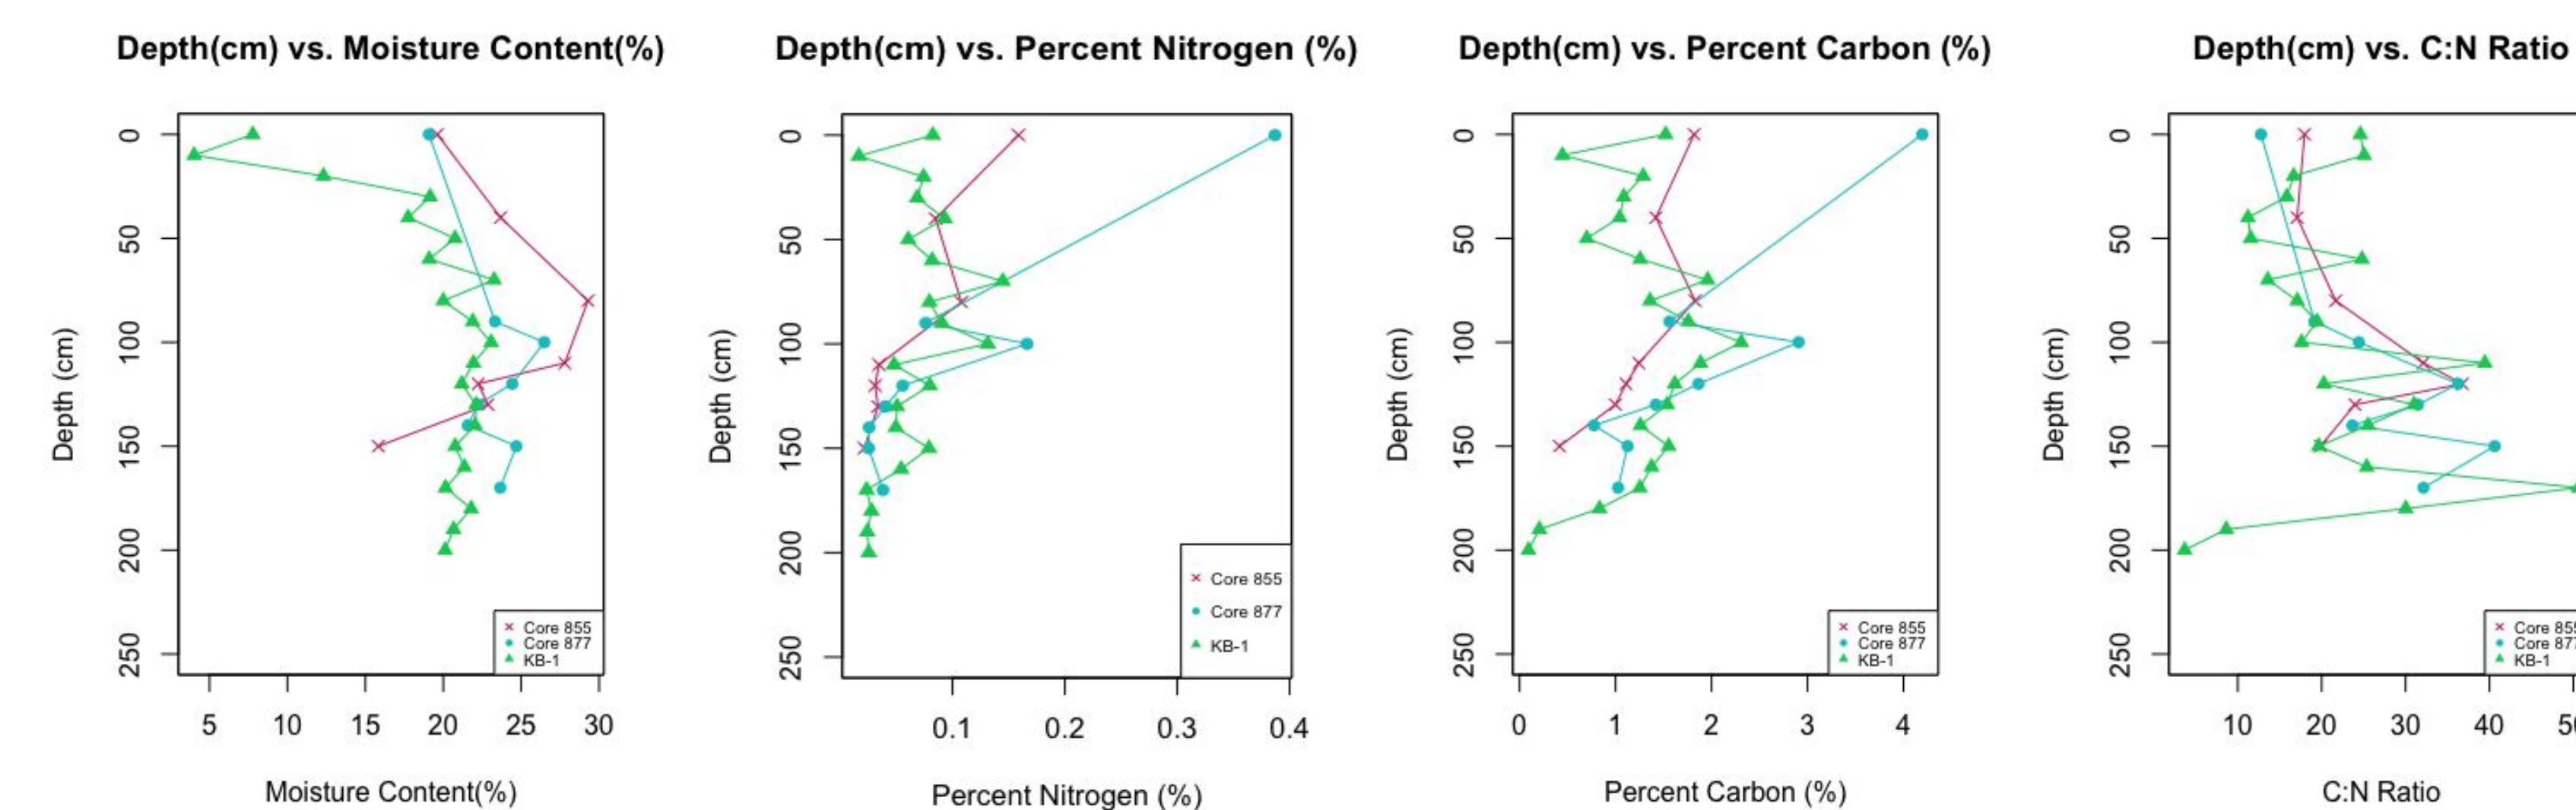 Depth(cm) vs. Moisture Content(%)
Depth (cm)
0
50
100
150
200
250
Core 855
Core 877
KB-1
5 10 15 20 25 30
Moisture Content(%)
Depth(cm) vs. Percent Nitrogen (%)
Depth (cm)
0
50
100
150
200
250
Core 855
Core 877
KB-1
0.1 0.2 0.3 0.4
Percent Nitrogen (%)
Depth(cm) vs. Percent Carbon (%)
Depth (cm)
0
50
100
150
200
250
Core 855
Core 877
KB-1
0 1 2 3 4
Percent Carbon (%)
Depth(cm) vs. C:N Ratio
Depth (cm)
0
50
100
150
200
250
Core 855
Core 877
KB-1
10 20 30 40 50
C:N Ratio